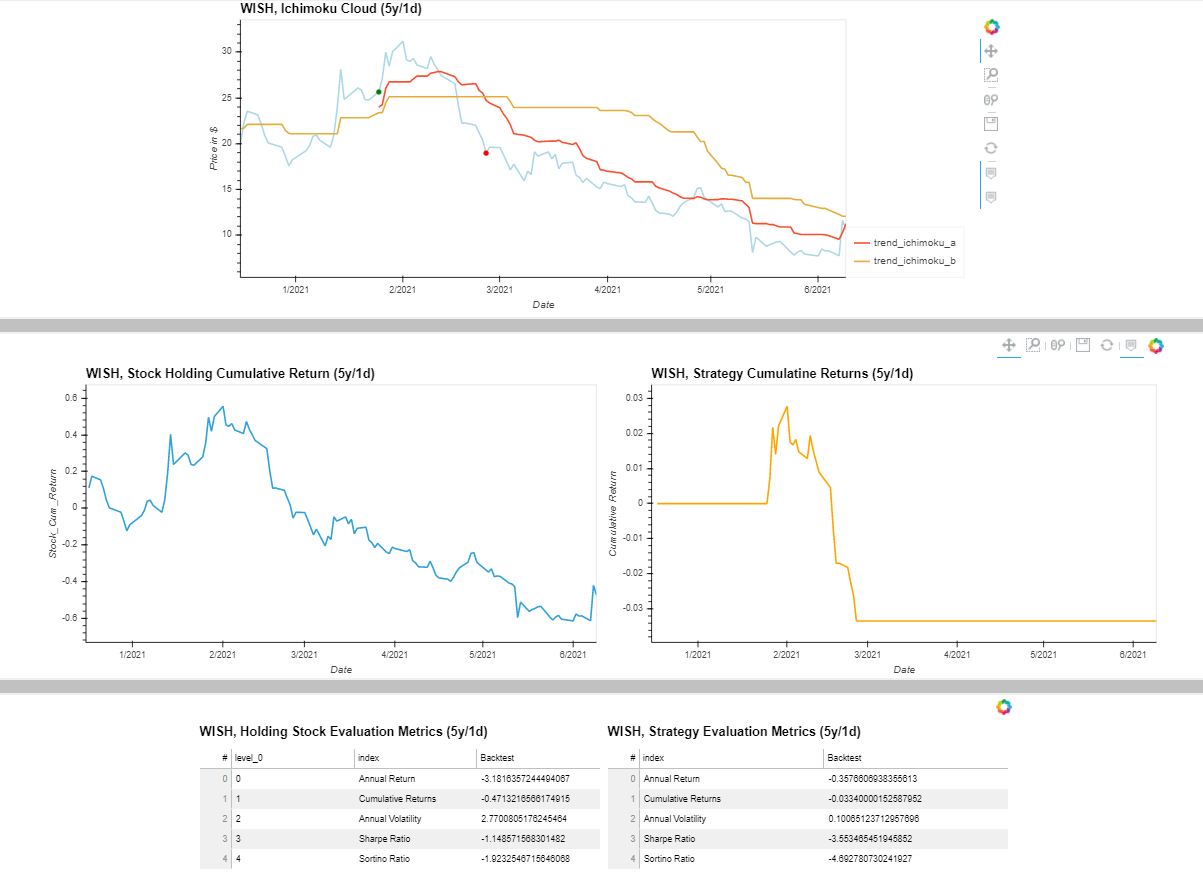 WISH, Ichimoku Cloud (5y/1d)
30
25
20
15
10
Price in $
1/2021 2/2021 3/2021 4/2021 5/2021 6/2021
Date
trend_ichimoku_a
trend_ichimoku_b
WISH, Stock Holding Cumulative Return (5y/1d)
0.6
0.4
0.2
0
-0.2
-0.4
-0.6
Stock_Cum_Return
1/2021 2/2021 3/2021 4/2021 5/2021 6/2021
Date
WISH, Strategy Cumulatine Returns (5y/1d)
0.03
0.02
0.01
0
-0.01
-0.02
-0.03
Cumulative Return
1/2021 2/2021 3/2021 4/2021 5/2021 6/2021
Date
WISH, Holding Stock Evaluation Metrics (5y/1d)
# level_0 index Backtest
0 0 Annual Return -3.1816357244494067
1 1 Cumulative Returns -0.4713216566174915
2 2 Annual Volatility 2.7700805176245464
3 3 Sharpe Ratio -1.148571568301482
4 4 Sortino Ratio -1.9232546715646068
WISH, Strategy Evaluation Metrics (5y/1d)
# index Backtest
0 Annual Return -0.3576606938355613
1 Cumulative Returns -0.03340000152587952
2 Annual Volatility 0.10065123712957696
3 Sharpe Ratio -3.553465451945852
4 Sortino Ratio -4.692780730241927